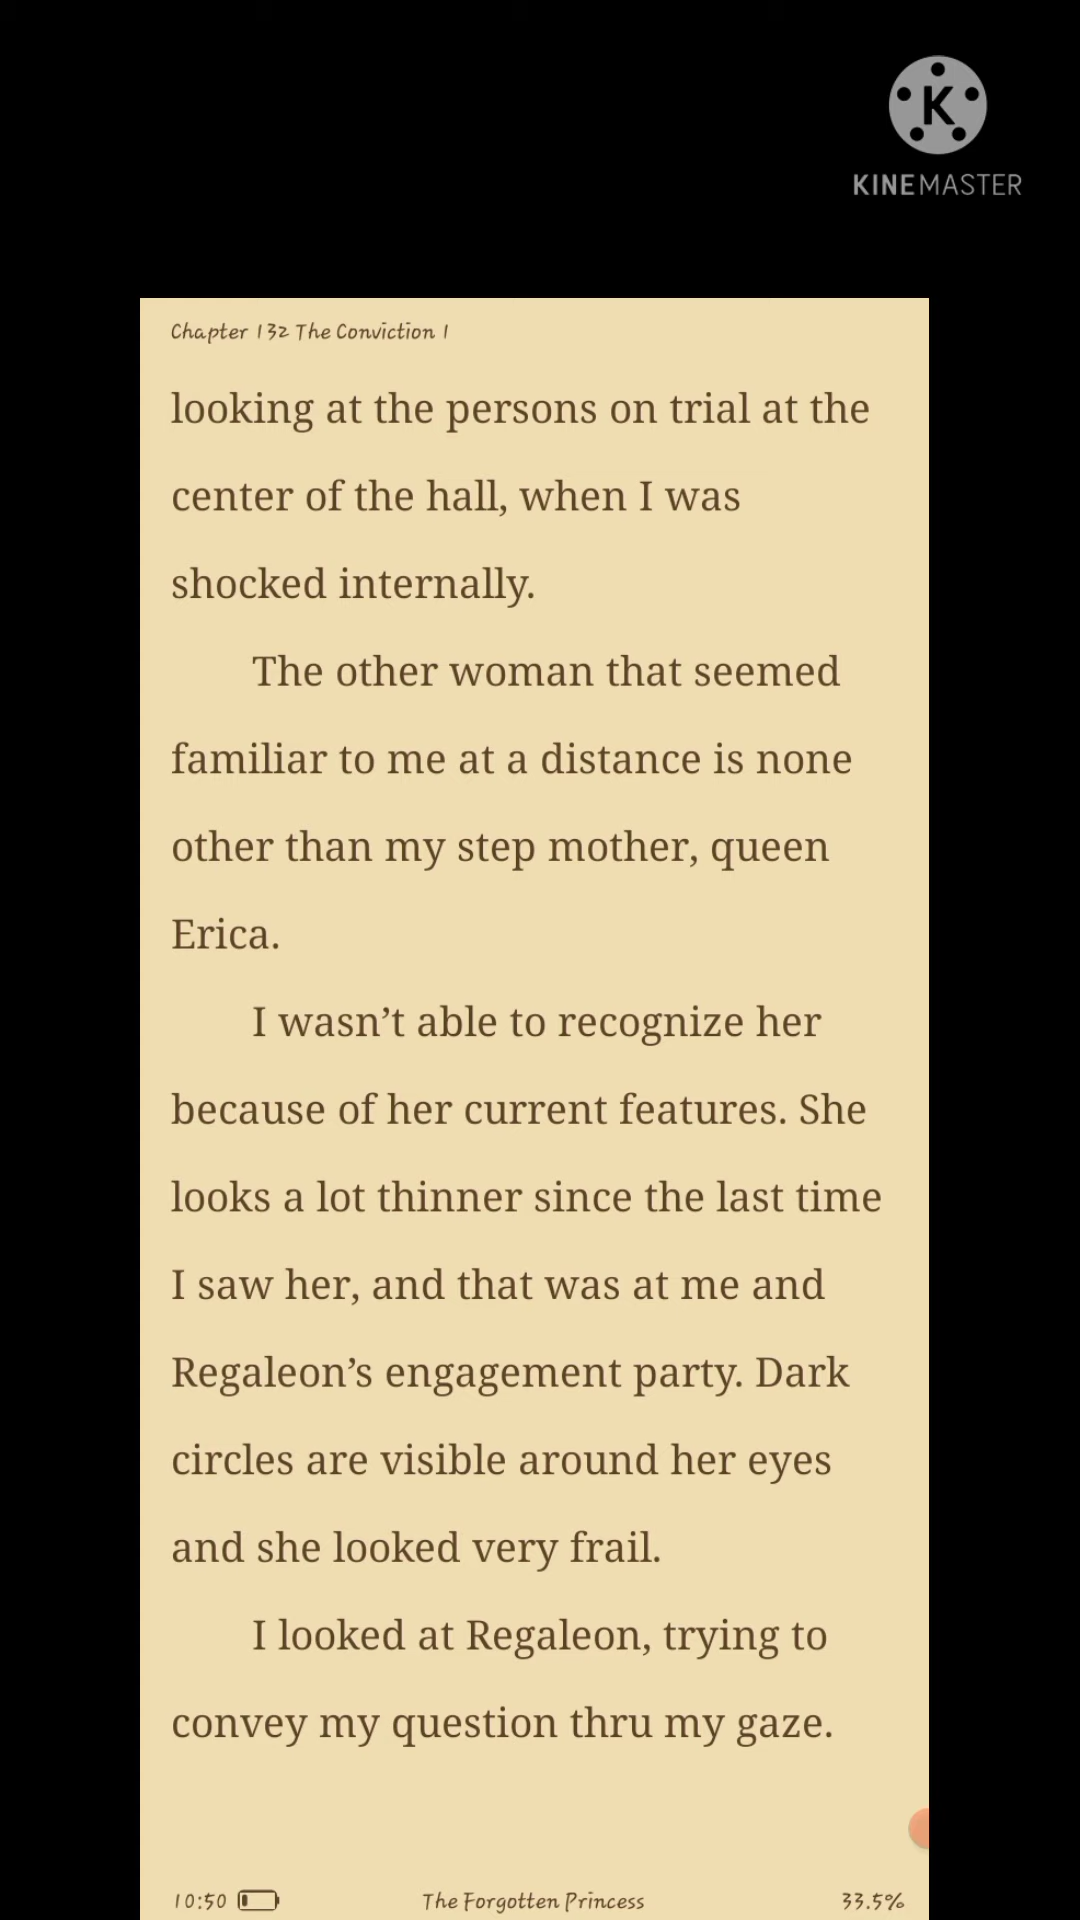 K
KINEMASTER
Chapter 132 The Conviction 1
looking at the persons on trial at the
center of the hall, when I was
shocked internally.
The other woman that seemed
familiar to me at a distance is none
other than my step mother, queen
Erica.
I wasn’t able to recognize her
because of her current features. She
looks a lot thinner since the last time
I saw her, and that was at me and
Regaleon’s engagement party. Dark
circles are visible around her eyes
and she looked very frail.
I looked at Regaleon, trying to
convey my question thru my gaze.
10:50 The Forgotten Princess 33.5%